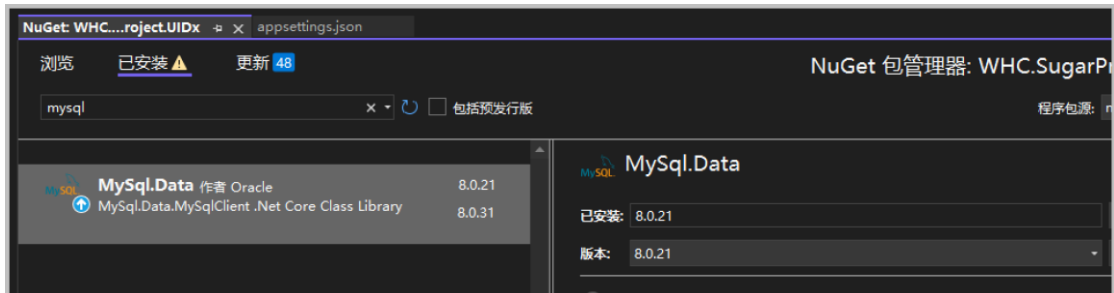 NuGet: WHC....roject.UIDx appsettings.json
浏览 已安装 更新 48
NuGet 包管理器: WHC.SugarPr
mysql 包括预发行版 程序包源:
MySQL MySql.Data 作者 Oracle 8.0.21
MySql.Data.MySqlClient .Net Core Class Library 8.0.31
MySQL MySql.Data
已安装: 8.0.21
版本: 8.0.21